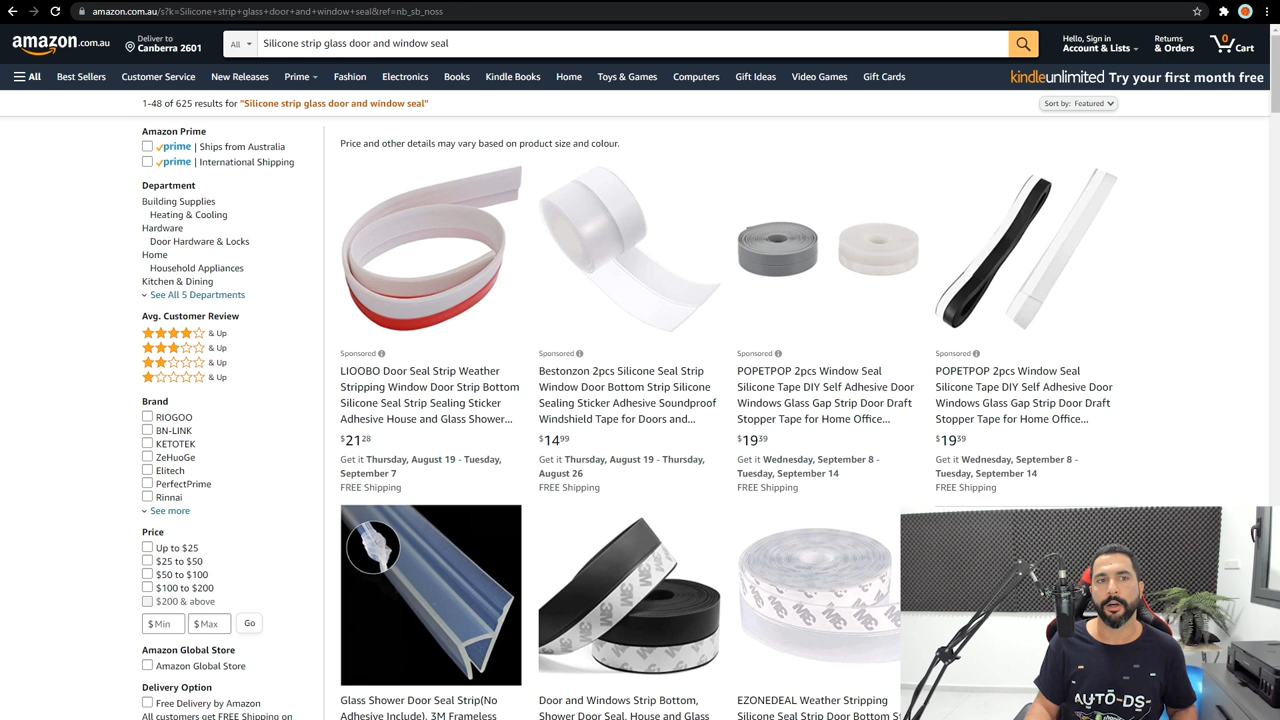 amazon.com.au/s?k=Silicone+strip+glass+door+and+window+seal&ref=nb_sb_noss
amazon.com.au
Deliver to
Canberra 2601
All
Silicone strip glass door and window seal
Hello, Sign in
Account & Lists
Returns
& Orders
0
Cart
All
Best Sellers
Customer Service
New Releases
Prime
Fashion
Electronics
Books
Kindle Books
Home
Toys & Games
Computers
Gift Ideas
Video Games
Gift Cards
kindleunlimited Try your first month free
1-48 of 625 results for "Silicone strip glass door and window seal"
Sort by: Featured
Amazon Prime
prime | Ships from Australia
prime | International Shipping
Department
Building Supplies
Heating & Cooling
Hardware
Door Hardware & Locks
Home
Household Appliances
Kitchen & Dining
See All 5 Departments
Avg. Customer Review
& Up
& Up
& Up
& Up
Brand
RIOGOO
BN-LINK
KETOTEK
ZeHuoGe
Elitech
PerfectPrime
Rinnai
See more
Price
Up to $25
$25 to $50
$50 to $100
$100 to $200
$200 & above
$ Min
$ Max
Go
Amazon Global Store
Amazon Global Store
Delivery Option
Free Delivery by Amazon
All customers get FREE Shipping on
Price and other details may vary based on product size and colour.
Sponsored
LIOOBO Door Seal Strip Weather
Stripping Window Door Strip Bottom
Silicone Seal Strip Sealing Sticker
Adhesive House and Glass Shower...
$21 28
Get it Thursday, August 19 - Tuesday,
September 7
FREE Shipping
Sponsored
Bestonzon 2pcs Silicone Seal Strip
Window Door Bottom Strip Silicone
Sealing Sticker Adhesive Soundproof
Windshield Tape for Doors and...
$14 99
Get it Thursday, August 19 - Thursday,
August 26
FREE Shipping
Sponsored
POPETPOP 2pcs Window Seal
Silicone Tape DIY Self Adhesive Door
Windows Glass Gap Strip Door Draft
Stopper Tape for Home Office...
$19 39
Get it Wednesday, September 8 -
Tuesday, September 14
FREE Shipping
Sponsored
POPETPOP 2pcs Window Seal
Silicone Tape DIY Self Adhesive Door
Windows Glass Gap Strip Door Draft
Stopper Tape for Home Office...
$19 39
Get it Wednesday, September 8 -
Tuesday, September 14
FREE Shipping
Glass Shower Door Seal Strip(No
Adhesive Include), 3M Frameless
3M
3M
Door and Windows Strip Bottom,
Shower Door Seal, House and Glass
3M
EZONEDEAL Weather Stripping
Silicone Seal Strip Door Bottom
AUTO-DS